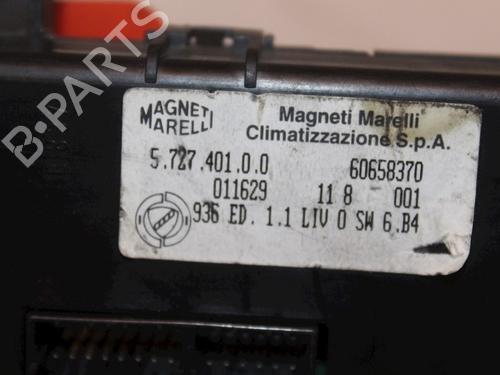 MAGNETI
MARELLI
Magneti Marelli
Climatizzazione S.p.A.
5.727.401.0.0 60658370
011629 11 8 001
936 ED. 1.1 LIV 0 SW 6.B4
B-PARTS